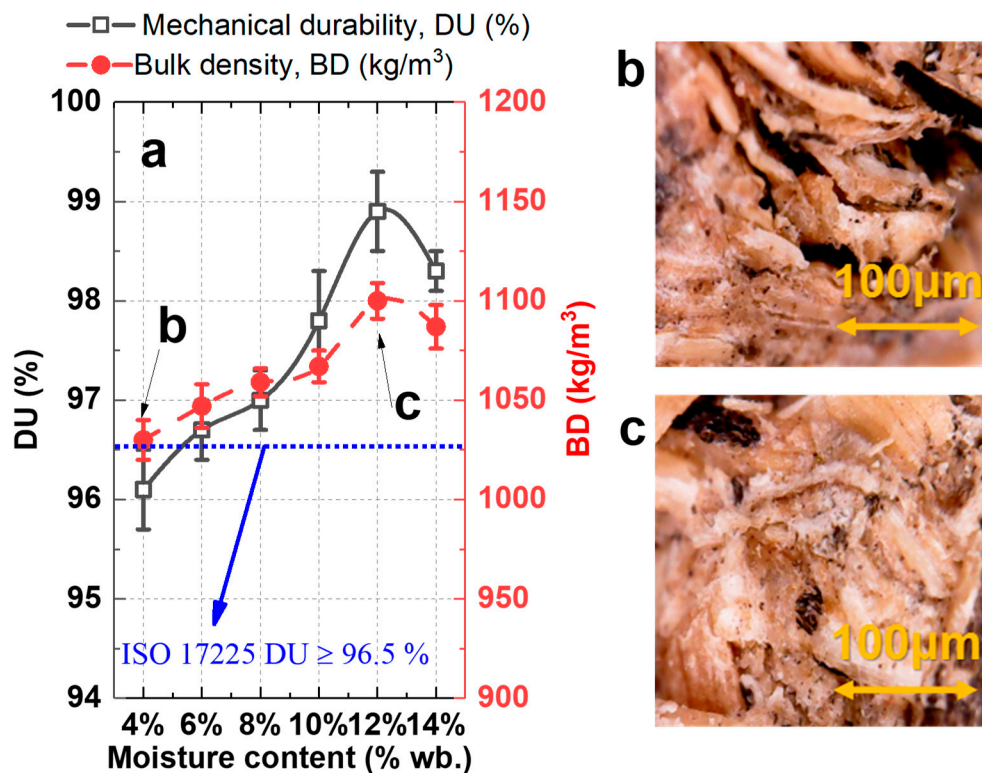 Mechanical durability, DU (%)
Bulk density, BD (kg/m³)
a
b
c
100
99
98
97
96
95
94
DU (%)
1200
1150
1100
1050
1000
950
900
BD (kg/m³)
ISO 17225 DU ≥ 96.5 %
4% 6% 8% 10% 12% 14%
Moisture content (% wb.)
b
100µm
c
100µm